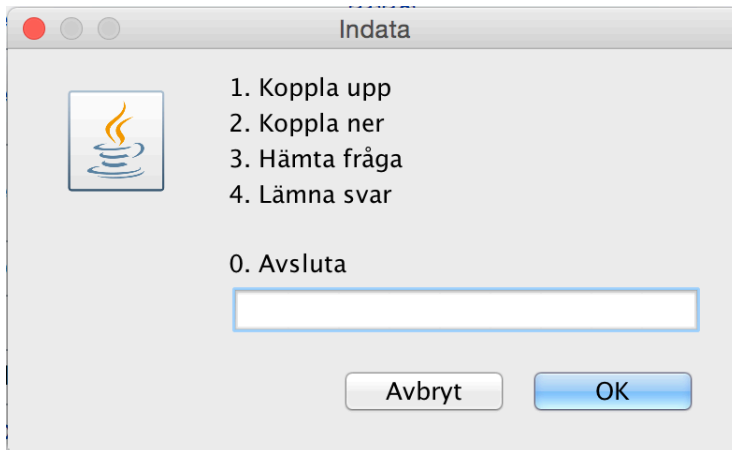 Indata
1. Koppla upp
2. Koppla ner
3. Hämta fråga
4. Lämna svar
0. Avsluta
Avbryt OK